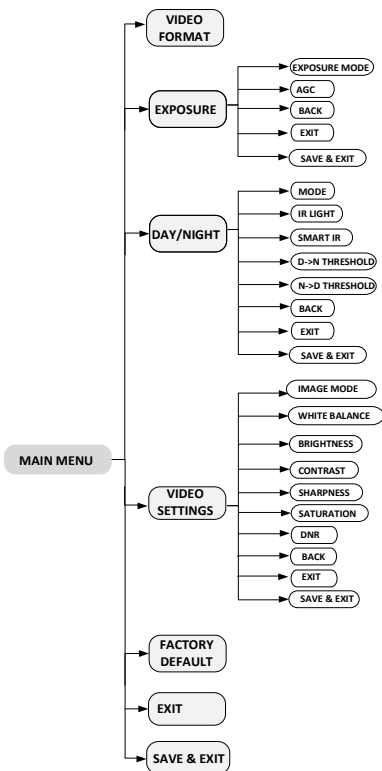 VIDEO
FORMAT
EXPOSURE
EXPOSURE MODE
AGC
BACK
EXIT
SAVE & EXIT
DAY/NIGHT
MODE
IR LIGHT
SMART IR
D->N THRESHOLD
N->D THRESHOLD
BACK
EXIT
SAVE & EXIT
MAIN MENU
VIDEO
SETTINGS
IMAGE MODE
WHITE BALANCE
BRIGHTNESS
CONTRAST
SHARPNESS
SATURATION
DNR
BACK
EXIT
SAVE & EXIT
FACTORY
DEFAULT
EXIT
SAVE & EXIT